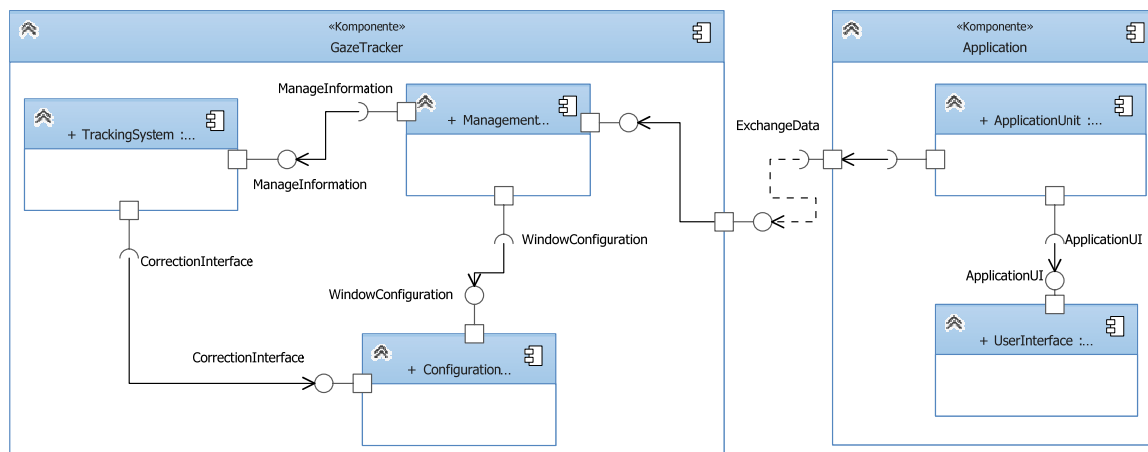 «Komponente»
GazeTracker
«Komponente»
Application
ManageInformation
+ TrackingSystem :...
+ Management...
ExchangeData
+ ApplicationUnit :...
ManageInformation
CorrectionInterface
WindowConfiguration
ApplicationUI
ApplicationUI
WindowConfiguration
+ UserInterface :...
CorrectionInterface
+ Configuration...